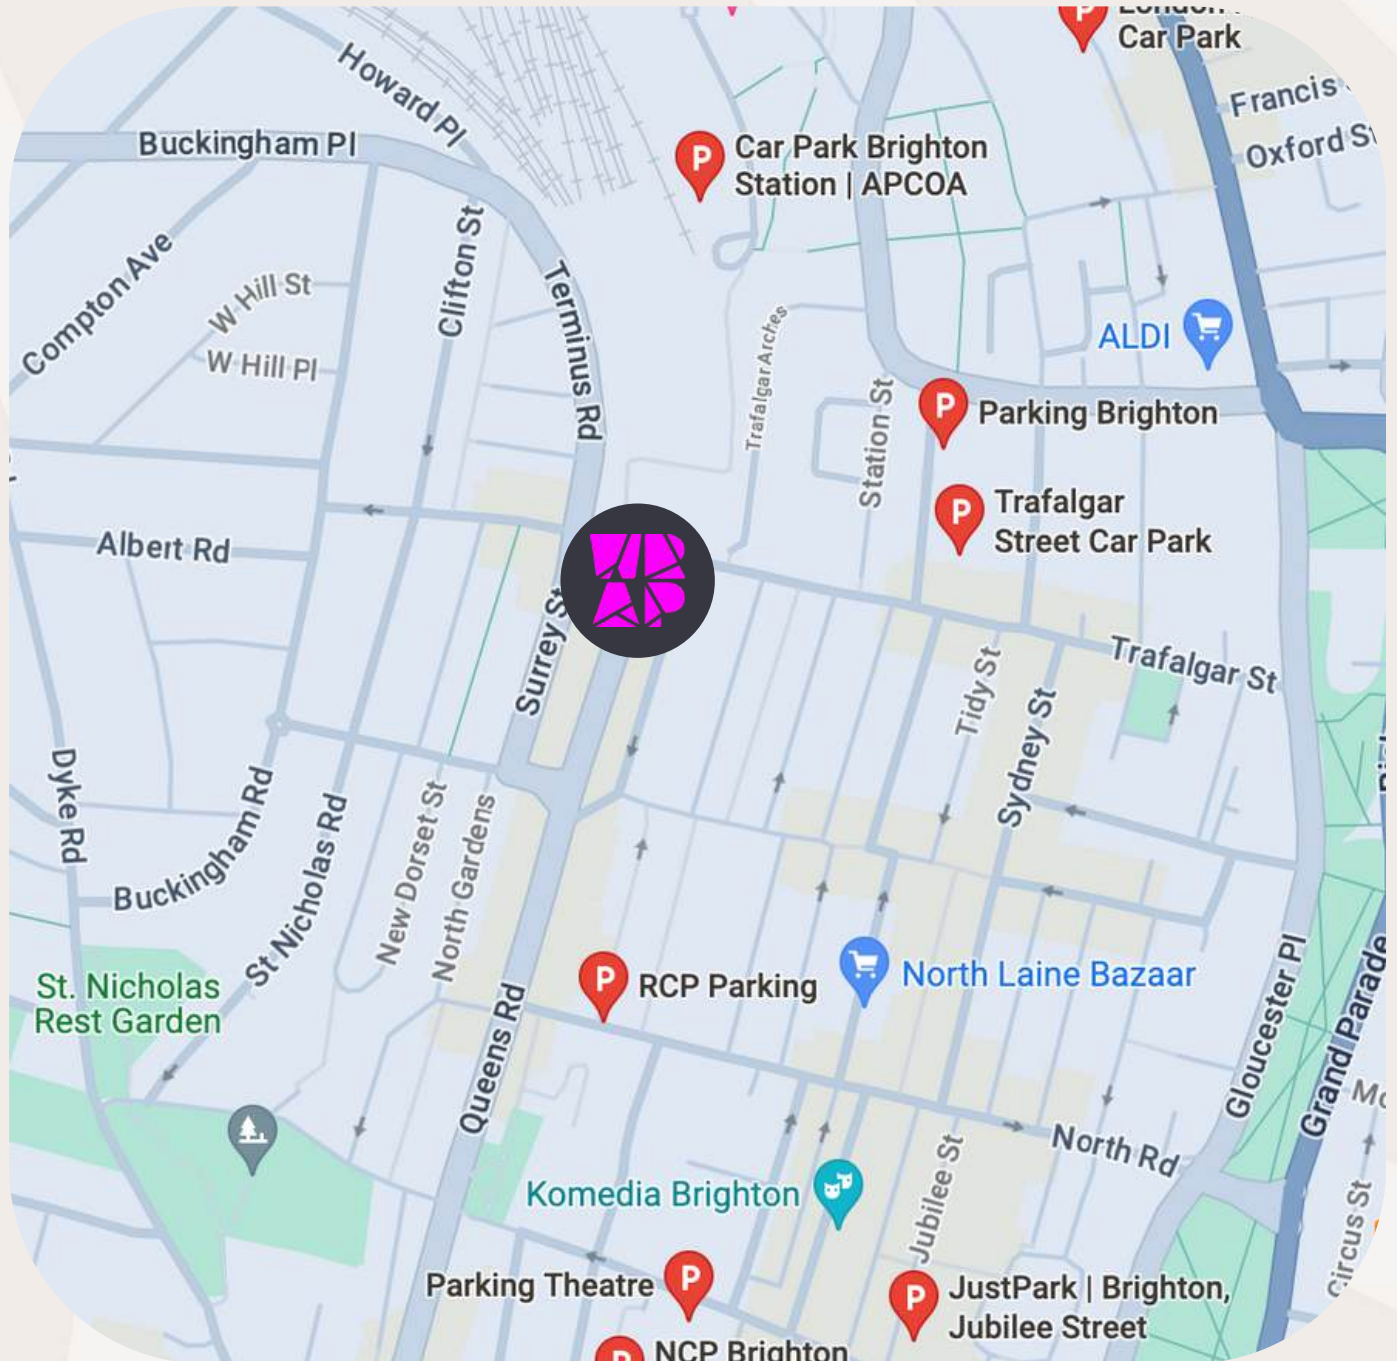 London
Car Park
Howard Pl
Francis
Buckingham Pl
Oxford St
Car Park Brighton
Station | APCOA
Compton Ave
W Hill St
Clifton St
Terminus Rd
Trafalgar Arches
ALDI
W Hill Pl
Station St
Parking Brighton
Trafalgar
Street Car Park
Albert Rd
Surrey St
Trafalgar St
Tidy St
Sydney St
Dyke Rd
Buckingham Rd
St Nicholas Rd
New Dorset St
North Gardens
St. Nicholas
Rest Garden
RCP Parking
North Laine Bazaar
Queens Rd
Gloucester Pl
Grand Parade
North Rd
Komedia Brighton
Jubilee St
Circus St
Parking Theatre
JustPark | Brighton,
Jubilee Street
NCP Brighton